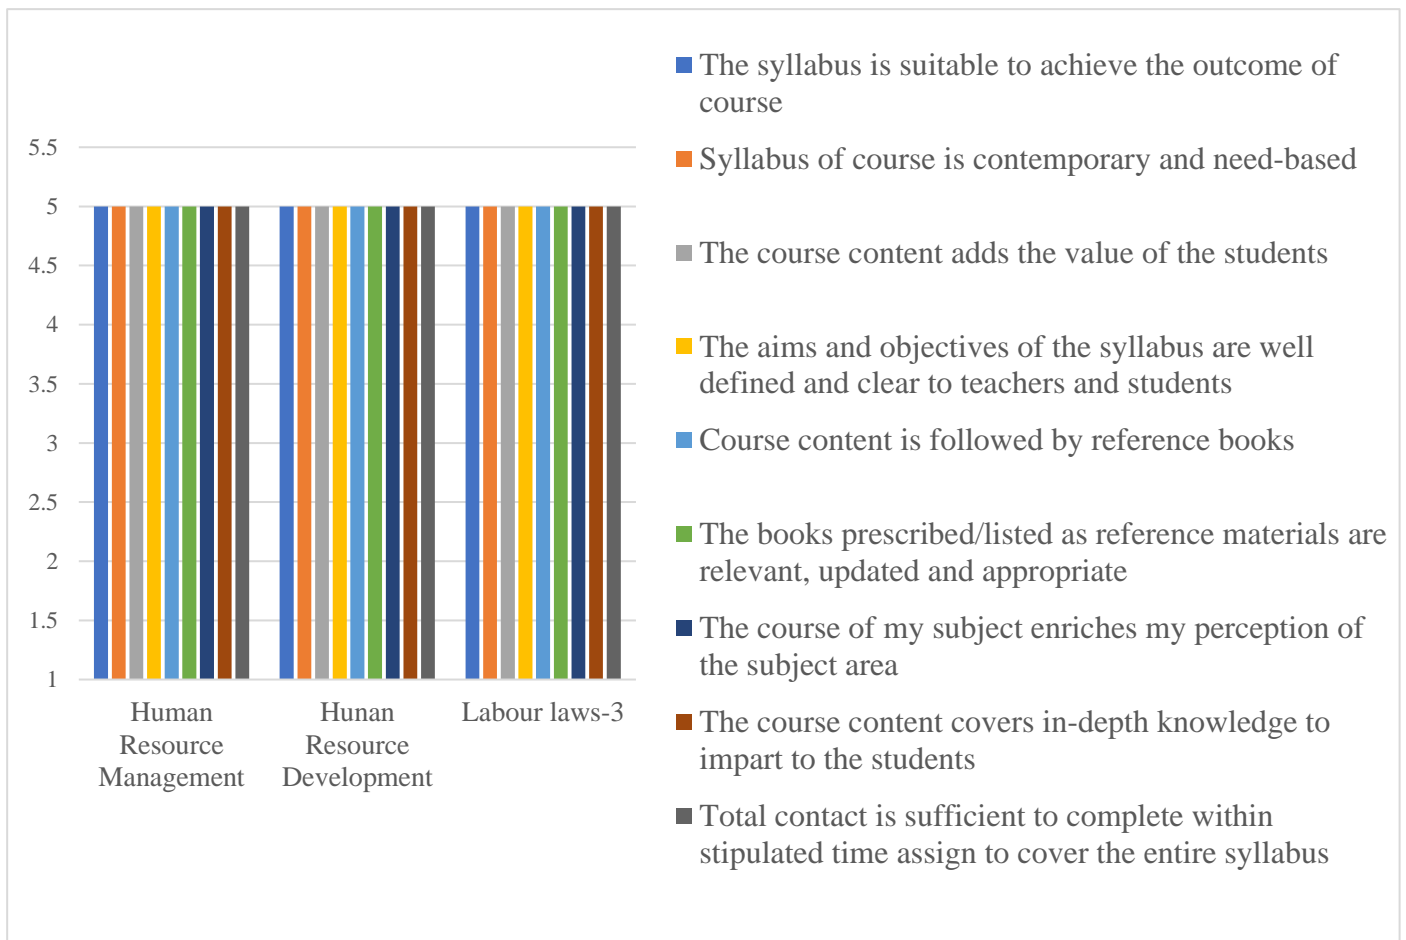 5.5
5
4.5
4
3.5
3
2.5
2
1.5
1
Human
Resource
Management
Hunan
Resource
Development
Labour laws-3
The syllabus is suitable to achieve the outcome of
course
Syllabus of course is contemporary and need-based
The course content adds the value of the students
The aims and objectives of the syllabus are well
defined and clear to teachers and students
Course content is followed by reference books
The books prescribed/listed as reference materials are
relevant, updated and appropriate
The course of my subject enriches my perception of
the subject area
The course content covers in-depth knowledge to
impart to the students
Total contact is sufficient to complete within
stipulated time assign to cover the entire syllabus